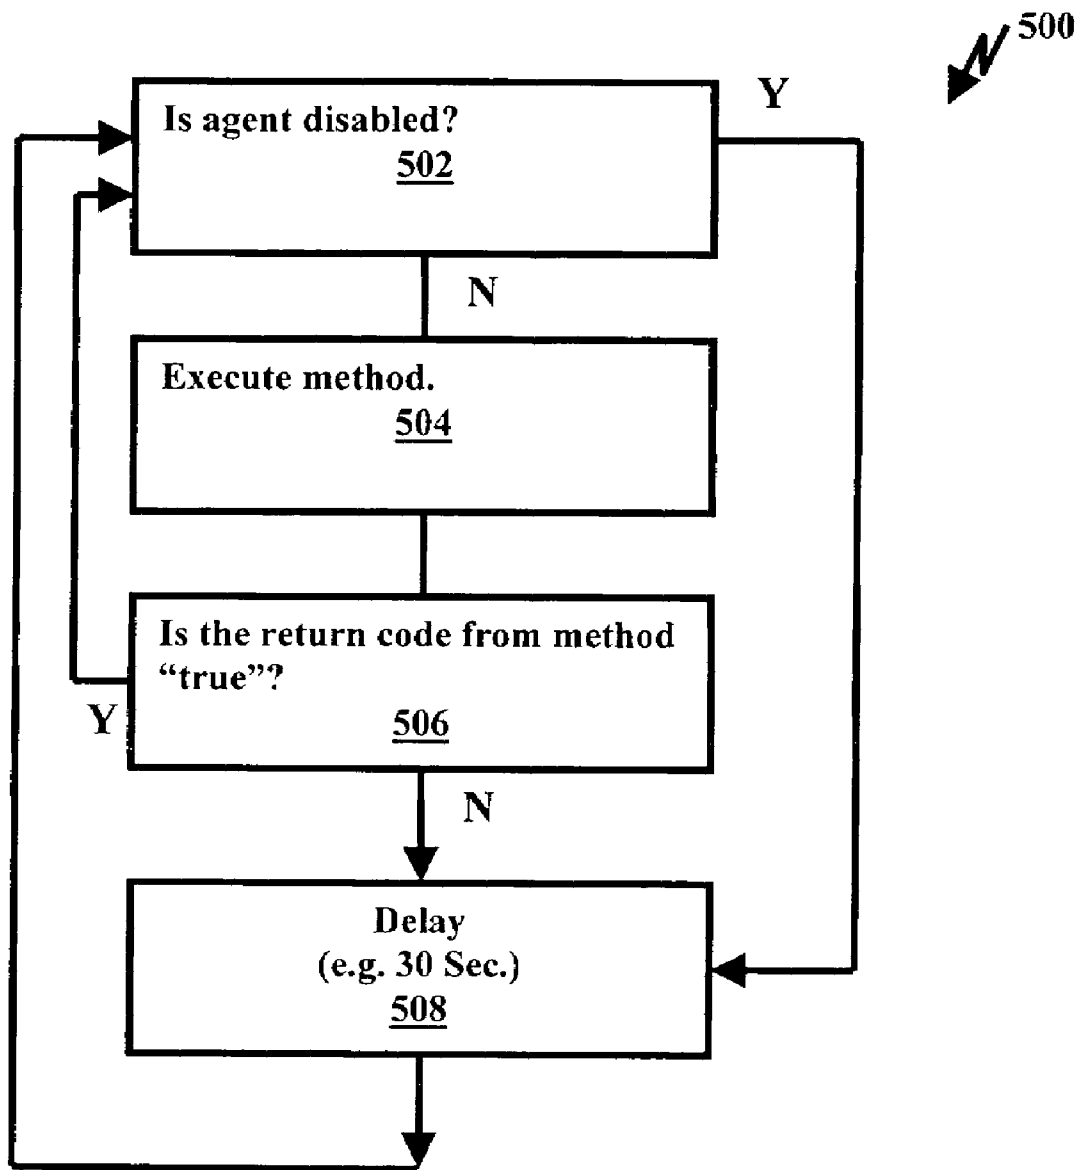 500
Is agent disabled?
Y
502
N
Execute method.
504
Is the return code from method
“true”?
Y
506
N
Delay
(e.g. 30 Sec.)
508